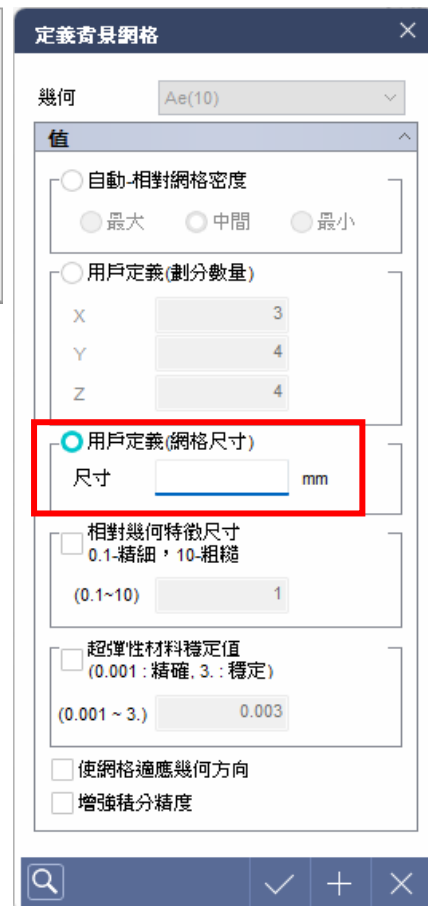 定義背景網格
幾何 Ae(10)
值
自動-相對網格密度
最大 中間 最小
用戶定義(劃分數量)
X 3
Y 4
Z 4
用戶定義(網格尺寸)
尺寸 mm
相對幾何特徵尺寸
0.1-精細，10-粗糙
(0.1~10) 1
超彈性材料穩定值
(0.001 : 精確, 3. : 穩定)
(0.001 ~ 3.) 0.003
使網格適應幾何方向
增強積分精度